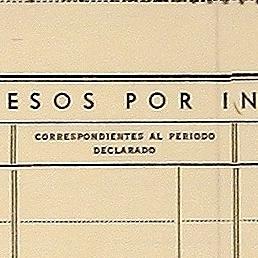 ESOS POR IN
CORRESPONDIENTES AL PERIODO
DECLARADO